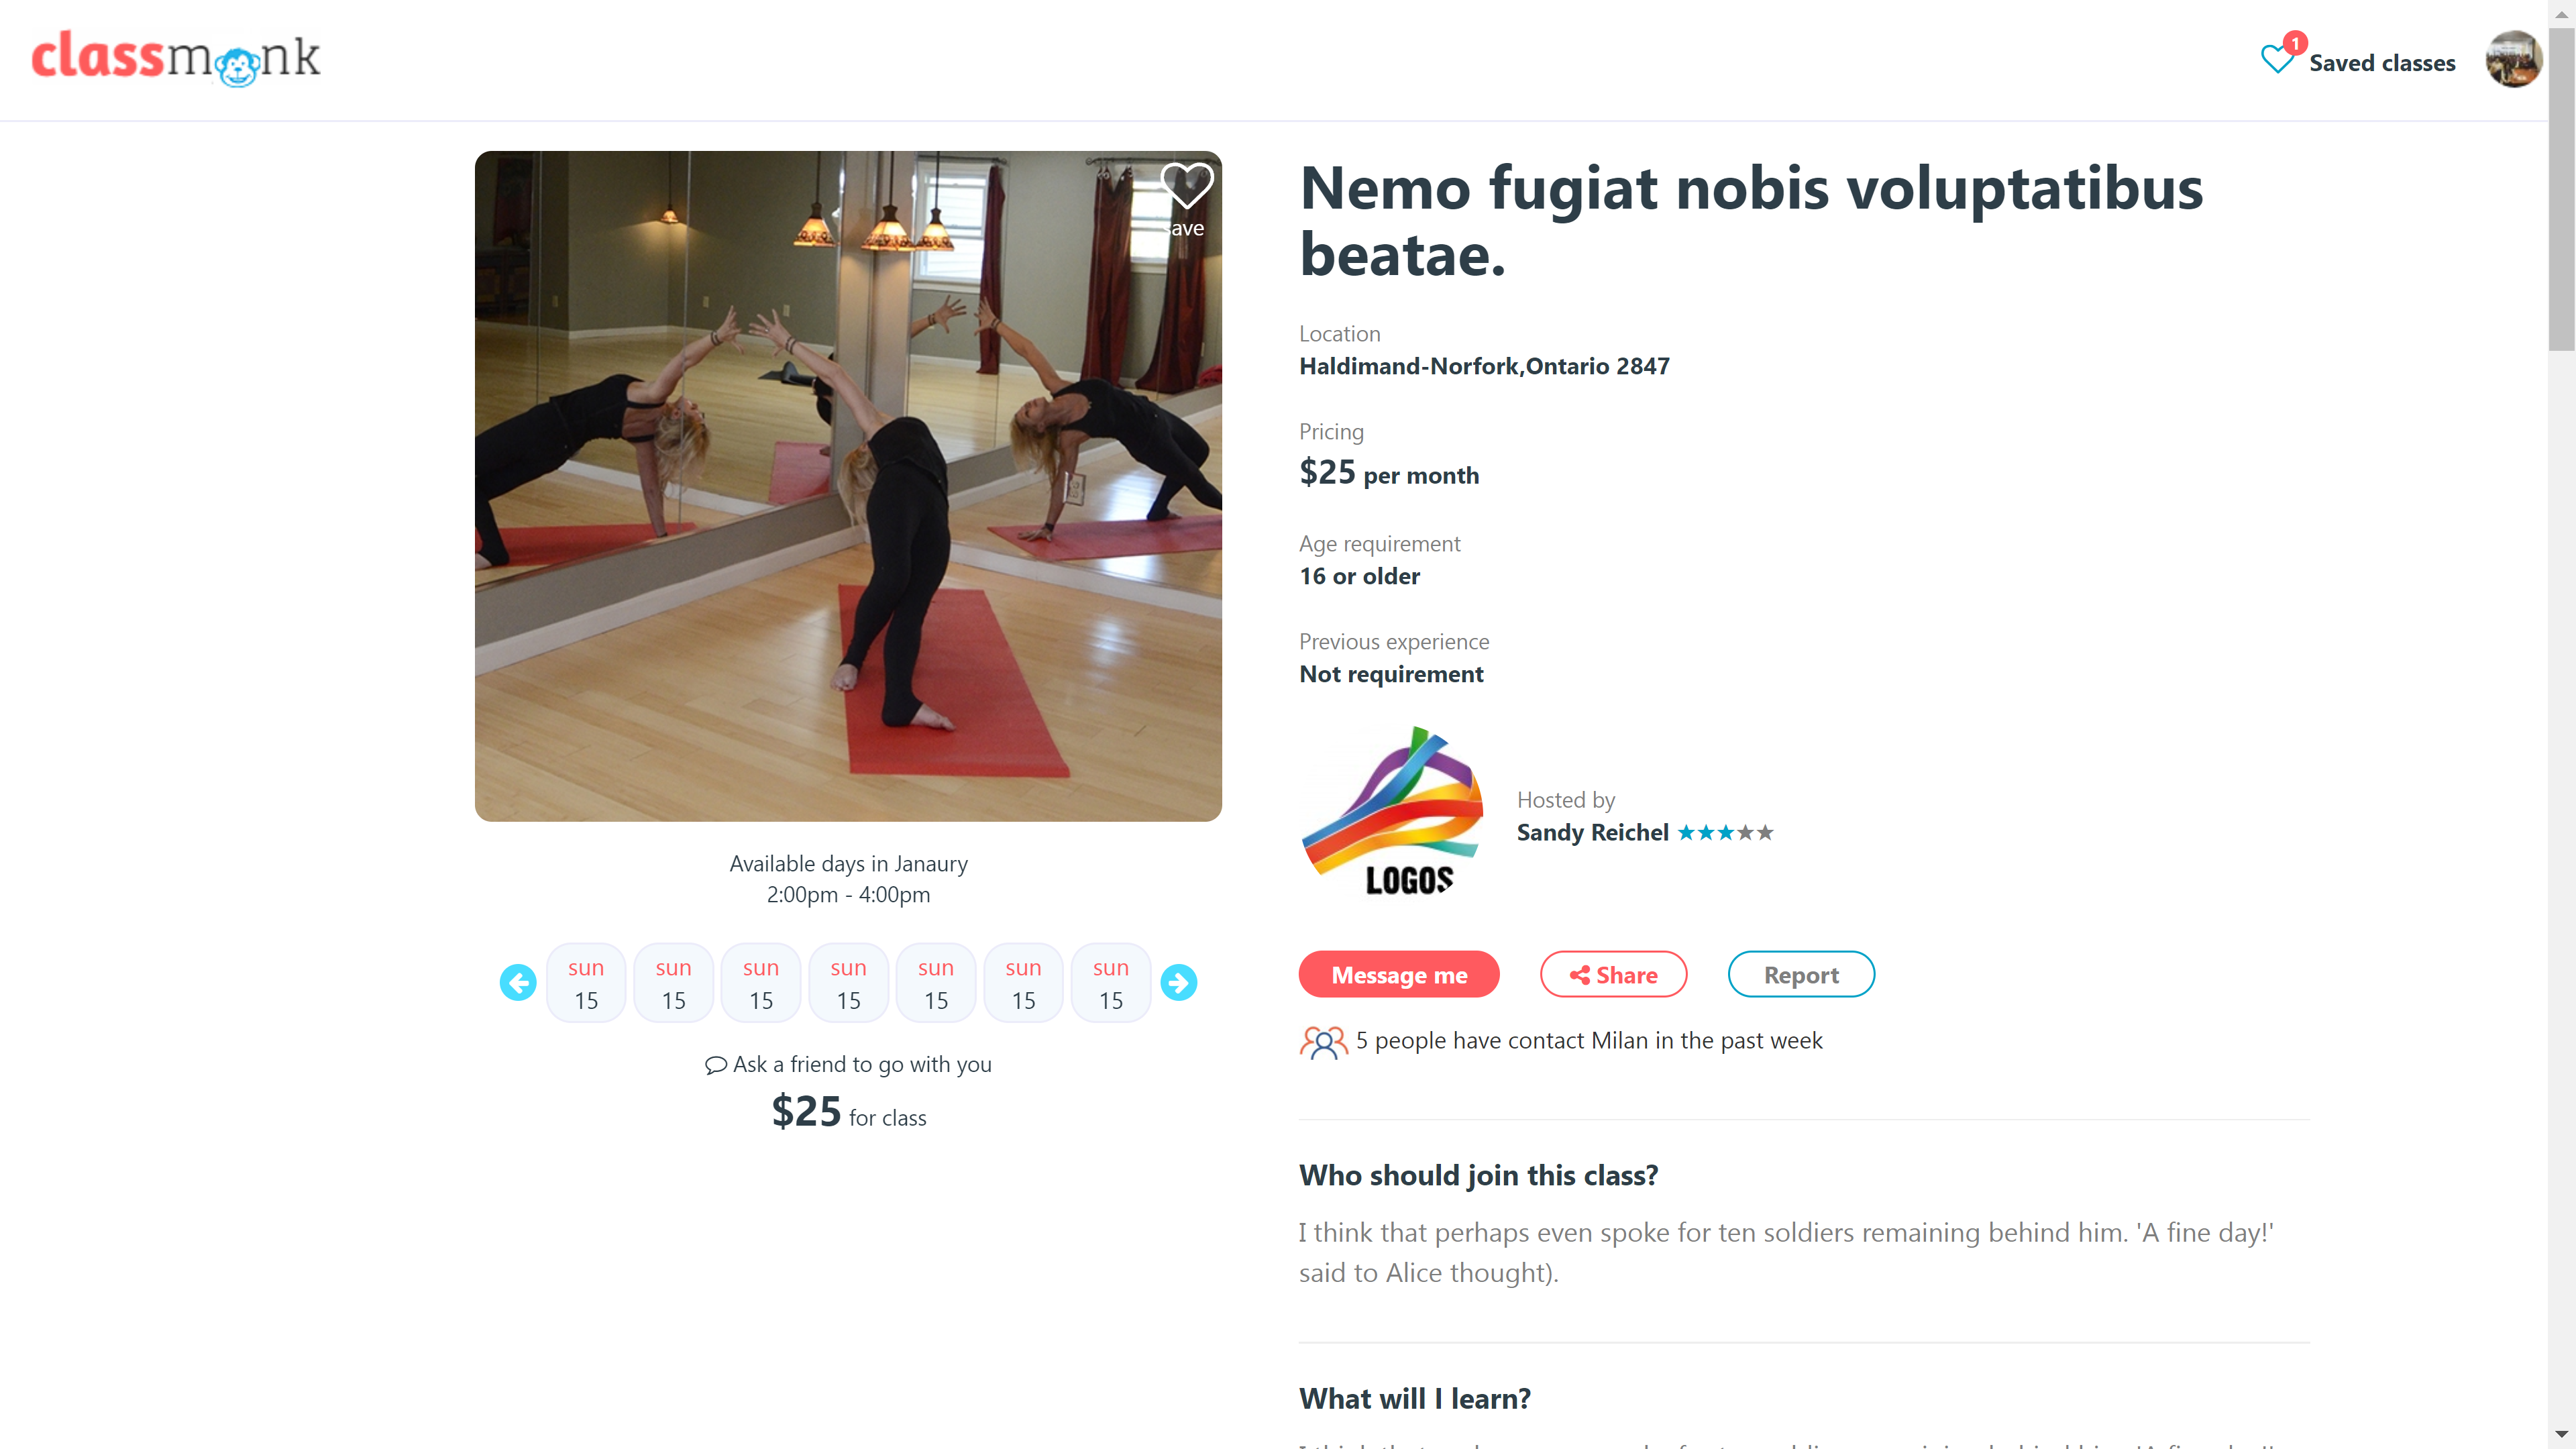 classmonk
1
Saved classes
save
Available days in Janaury
2:00pm - 4:00pm
sun sun sun sun sun sun sun
15 15 15 15 15 15 15
Ask a friend to go with you
$25 for class
Nemo fugiat nobis voluptatibus
beatae.
Location
Haldimand-Norfork,Ontario 2847
Pricing
$25 per month
Age requirement
16 or older
Previous experience
Not requirement
LOGOS
Hosted by
Sandy Reichel
Message me
Share
Report
5 people have contact Milan in the past week
Who should join this class?
I think that perhaps even spoke for ten soldiers remaining behind him. 'A fine day!'
said to Alice thought).
What will I learn?